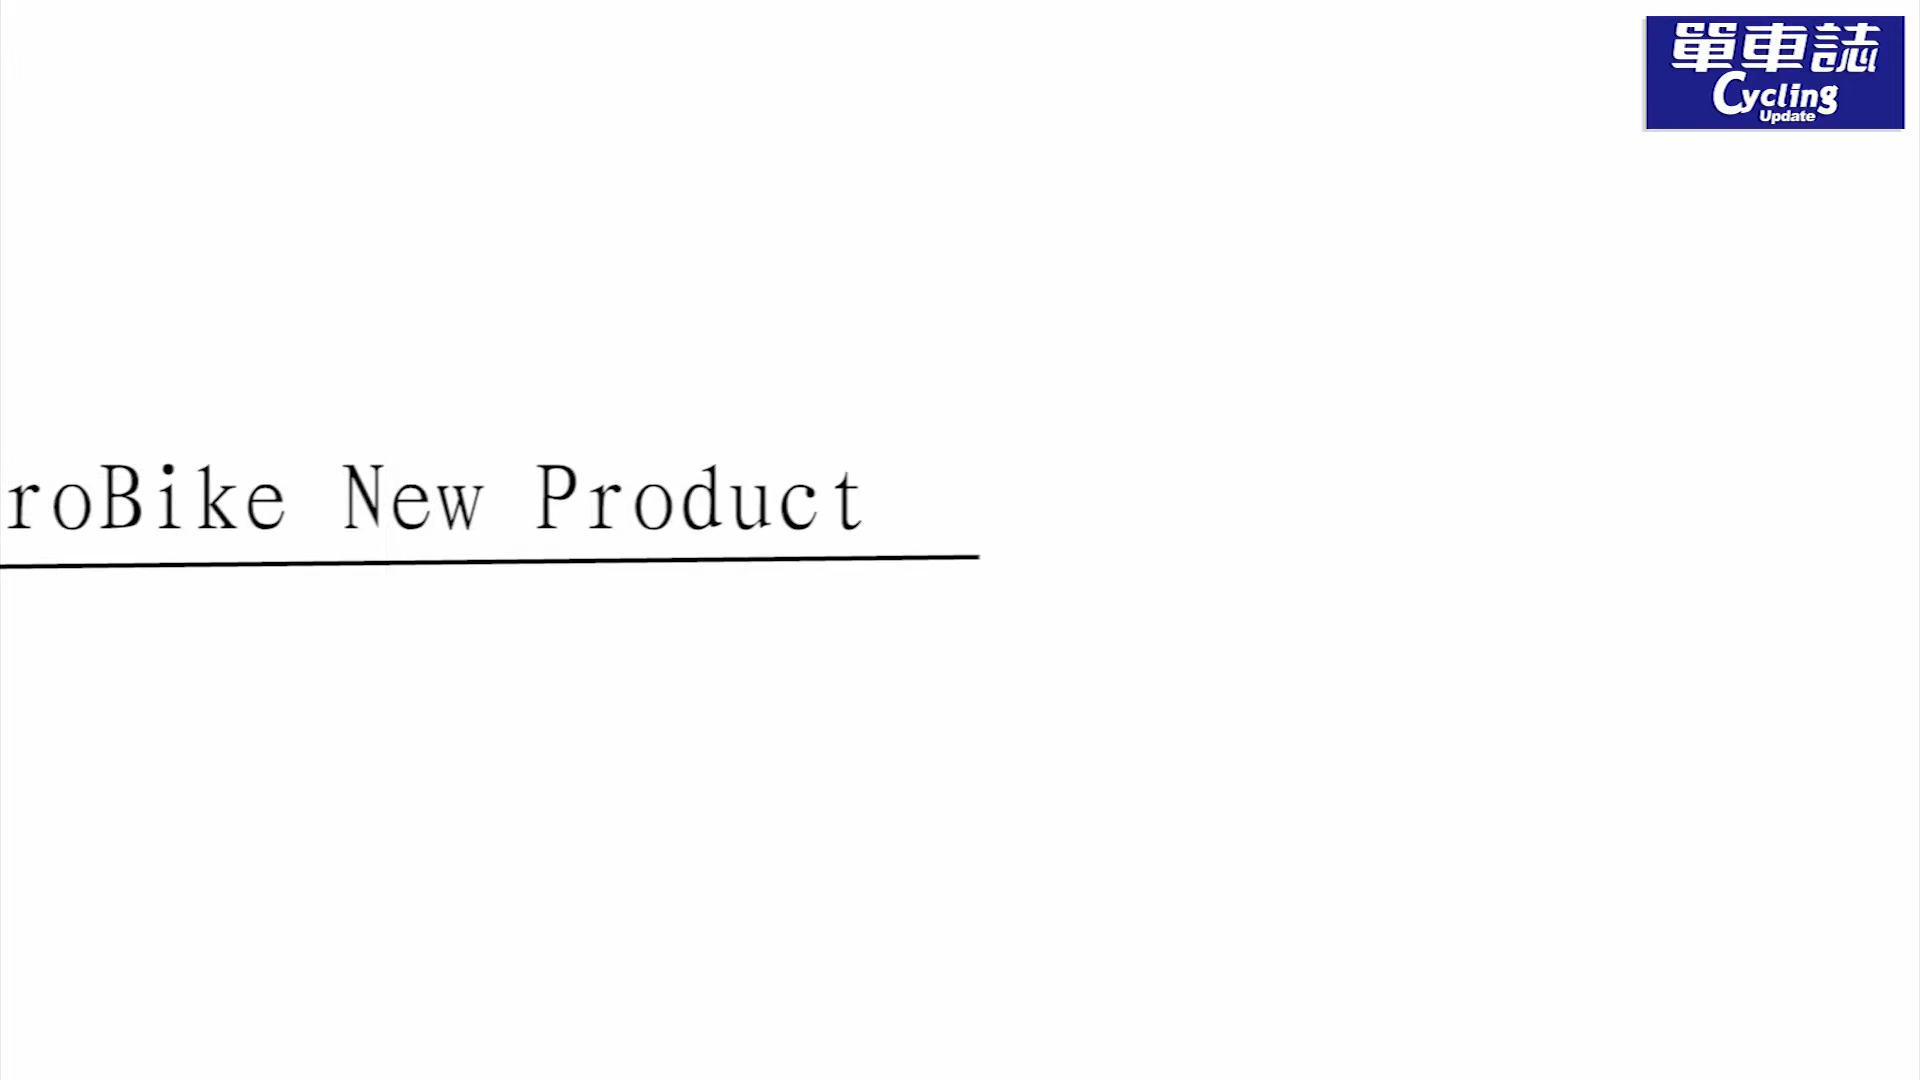 單車誌
Cycling
Update
roBike New Product